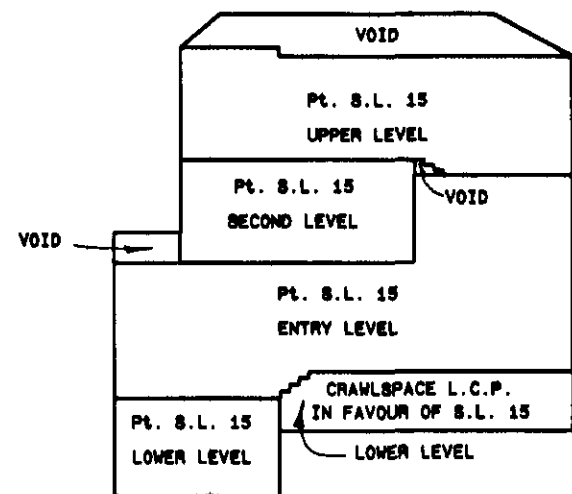 VOID
Pt. S.L. 15
UPPER LEVEL
Pt. S.L. 15
SECOND LEVEL
VOID
VOID
Pt. S.L. 15
ENTRY LEVEL
CRAWLSPACE L.C.P.
IN FAVOUR OF S.L. 15
Pt. S.L. 15
LOWER LEVEL
LOWER LEVEL